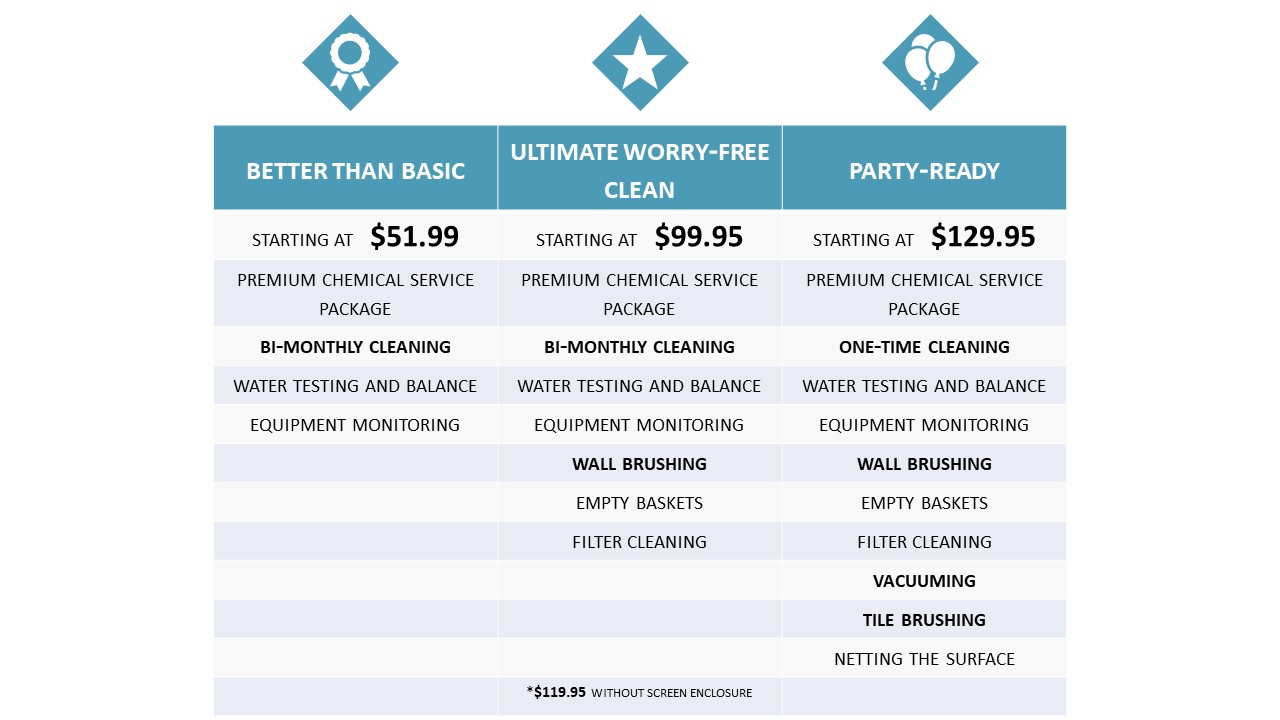 BETTER THAN BASIC
ULTIMATE WORRY-FREE
CLEAN
PARTY-READY
STARTING AT $51.99
STARTING AT $99.95
STARTING AT $129.95
PREMIUM CHEMICAL SERVICE
PACKAGE
PREMIUM CHEMICAL SERVICE
PACKAGE
PREMIUM CHEMICAL SERVICE
PACKAGE
BI-MONTHLY CLEANING
BI-MONTHLY CLEANING
ONE-TIME CLEANING
WATER TESTING AND BALANCE
WATER TESTING AND BALANCE
WATER TESTING AND BALANCE
EQUIPMENT MONITORING
EQUIPMENT MONITORING
EQUIPMENT MONITORING
WALL BRUSHING
WALL BRUSHING
EMPTY BASKETS
EMPTY BASKETS
FILTER CLEANING
FILTER CLEANING
VACUUMING
TILE BRUSHING
NETTING THE SURFACE
*$119.95 WITHOUT SCREEN ENCLOSURE